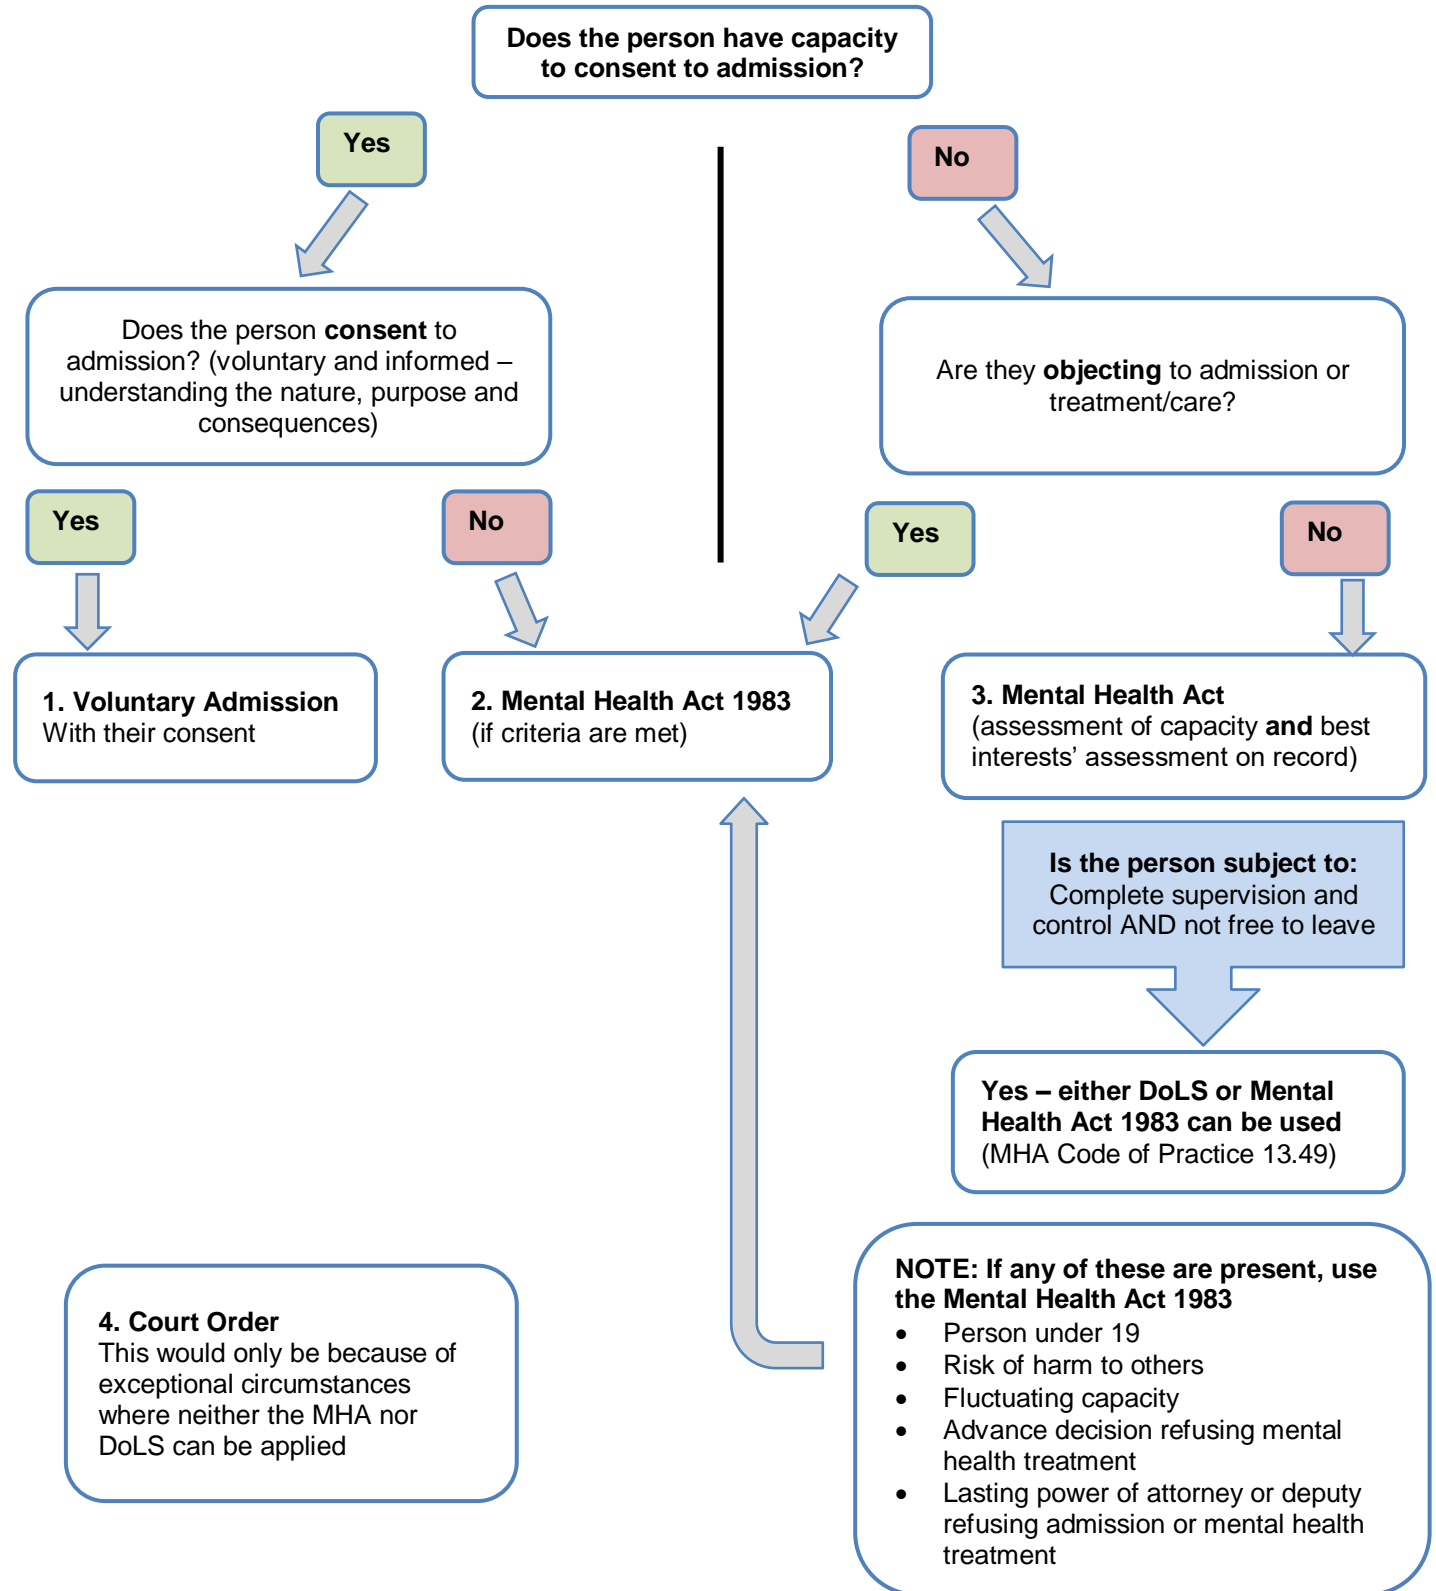 Does the person have capacity
to consent to admission?
Yes
No
Does the person consent to
admission? (voluntary and informed –
understanding the nature, purpose and
consequences)
Are they objecting to admission or
treatment/care?
Yes
No
Yes
No
1. Voluntary Admission
With their consent
2. Mental Health Act 1983
(if criteria are met)
3. Mental Health Act
(assessment of capacity and best
interests’ assessment on record)
Is the person subject to:
Complete supervision and
control AND not free to leave
Yes – either DoLS or Mental
Health Act 1983 can be used
(MHA Code of Practice 13.49)
4. Court Order
This would only be because of
exceptional circumstances
where neither the MHA nor
DoLS can be applied
NOTE: If any of these are present, use
the Mental Health Act 1983
• Person under 19
• Risk of harm to others
• Fluctuating capacity
• Advance decision refusing mental
health treatment
• Lasting power of attorney or deputy
refusing admission or mental health
treatment